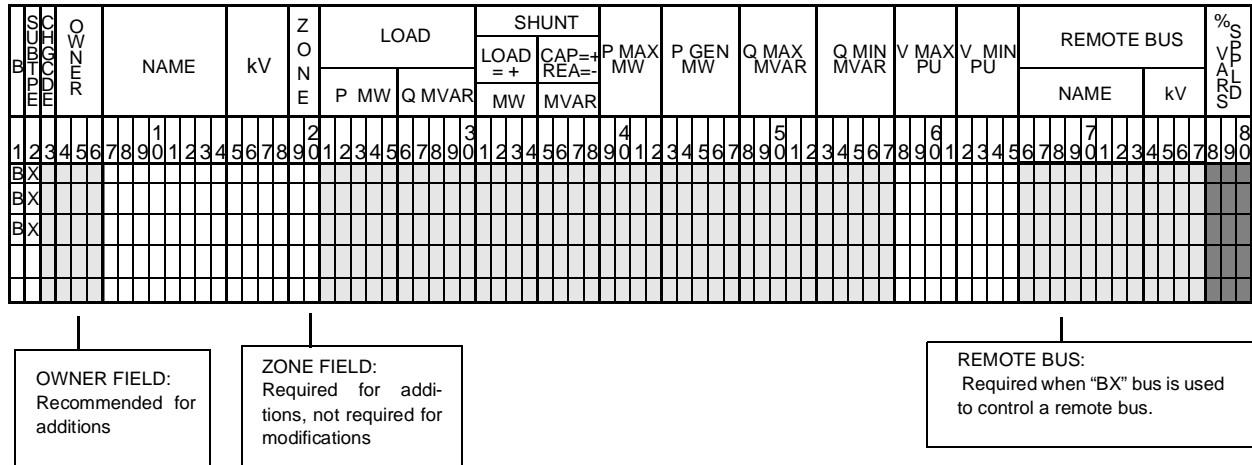 B
SUBTPE
CHGCDE
OWNER
NAME
kV
ZONE
LOAD
P MW
Q MVAR
SHUNT
LOAD
= +
MW
CAP=+
REA=-
MVAR
P MAX
MW
P GEN
MW
Q MAX
MVAR
Q MIN
MVAR
V MAX
PU
V MIN
PU
REMOTE BUS
NAME
kV
% VARS
SPPLD
1 2 3 4 5 6 7 8
1 2 3 4 5 6 7 8 9 0 1 2 3 4 5 6 7 8 9 0 1 2 3 4 5 6 7 8 9 0 1 2 3 4 5 6 7 8 9 0 1 2 3 4 5 6 7 8 9 0 1 2 3 4 5 6 7 8 9 0 1 2 3 4 5 6 7 8 9 0 1 2 3 4 5 6 7 8 9 0
B X
B X
B X
OWNER FIELD:
Recommended for
additions
ZONE FIELD:
Required for addi-
tions, not required for
modifications
REMOTE BUS:
Required when “BX” bus is used
to control a remote bus.